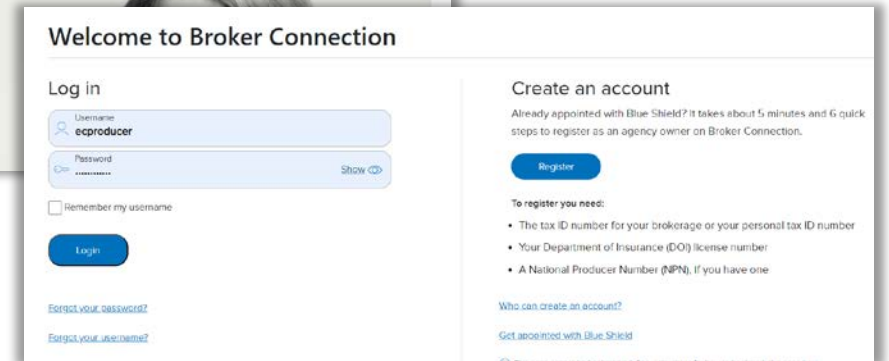 Welcome to Broker Connection
Log in
Username
ecproducer
Password
Show
Remember my username
Login
Forgot your password?
Forgot your username?
Create an account
Already appointed with Blue Shield? It takes about 5 minutes and 6 quick
steps to register as an agency owner on Broker Connection.
Register
To register you need:
• The tax ID number for your brokerage or your personal tax ID number
• Your Department of Insurance (DOI) license number
• A National Producer Number (NPN), if you have one
Who can create an account?
Get appointed with Blue Shield